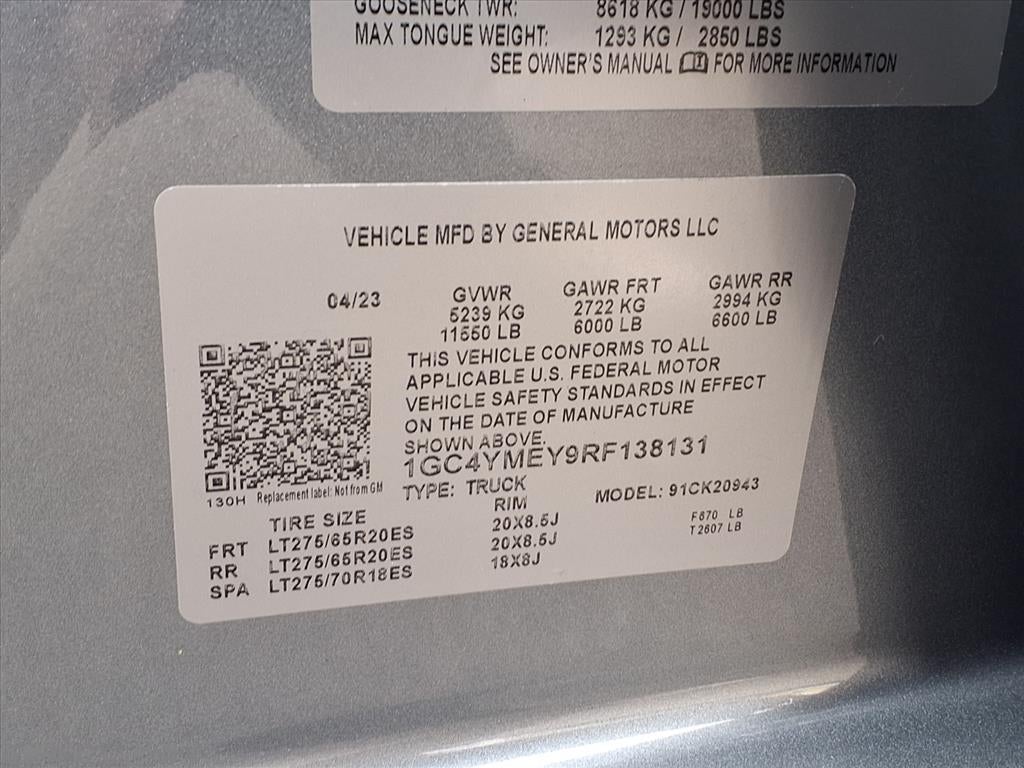 GOOSENECK TWR: 8618 KG / 19000 LBS
MAX TONGUE WEIGHT: 1293 KG / 2850 LBS
SEE OWNER'S MANUAL FOR MORE INFORMATION
VEHICLE MFD BY GENERAL MOTORS LLC
04/23 GVWR GAWR FRT GAWR RR
5239 KG 2722 KG 2994 KG
11550 LB 6000 LB 6600 LB
THIS VEHICLE CONFORMS TO ALL
APPLICABLE U.S. FEDERAL MOTOR
VEHICLE SAFETY STANDARDS IN EFFECT
ON THE DATE OF MANUFACTURE
SHOWN ABOVE.
1GC4YMEY9RF138131
130H Replacement label: Not from GM
TYPE: TRUCK MODEL: 91CK20943
TIRE SIZE RIM
FRT LT275/65R20ES 20X8.5J
RR LT275/65R20ES 20X8.5J
SPA LT275/70R18ES 18X8J
F870 LB
T2607 LB